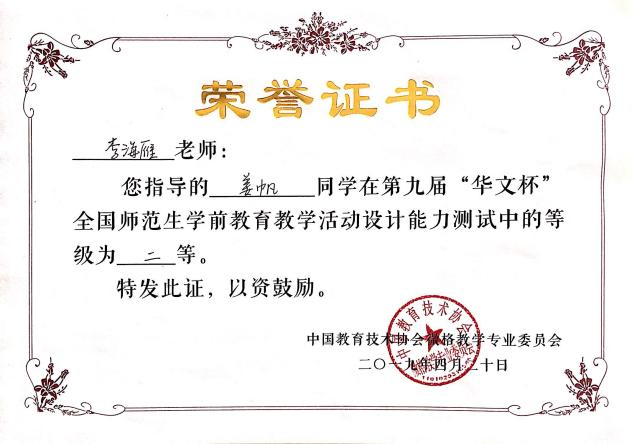 荣誉证书
李海雁 老师：
您指导的 姜帆 同学在第九届“华文杯”
全国师范生学前教育教学活动设计能力测试中的等
级为 二 等。
特发此证，以资鼓励。
中国教育技术协会微格教学专业委员会
二〇一九年四月二十日